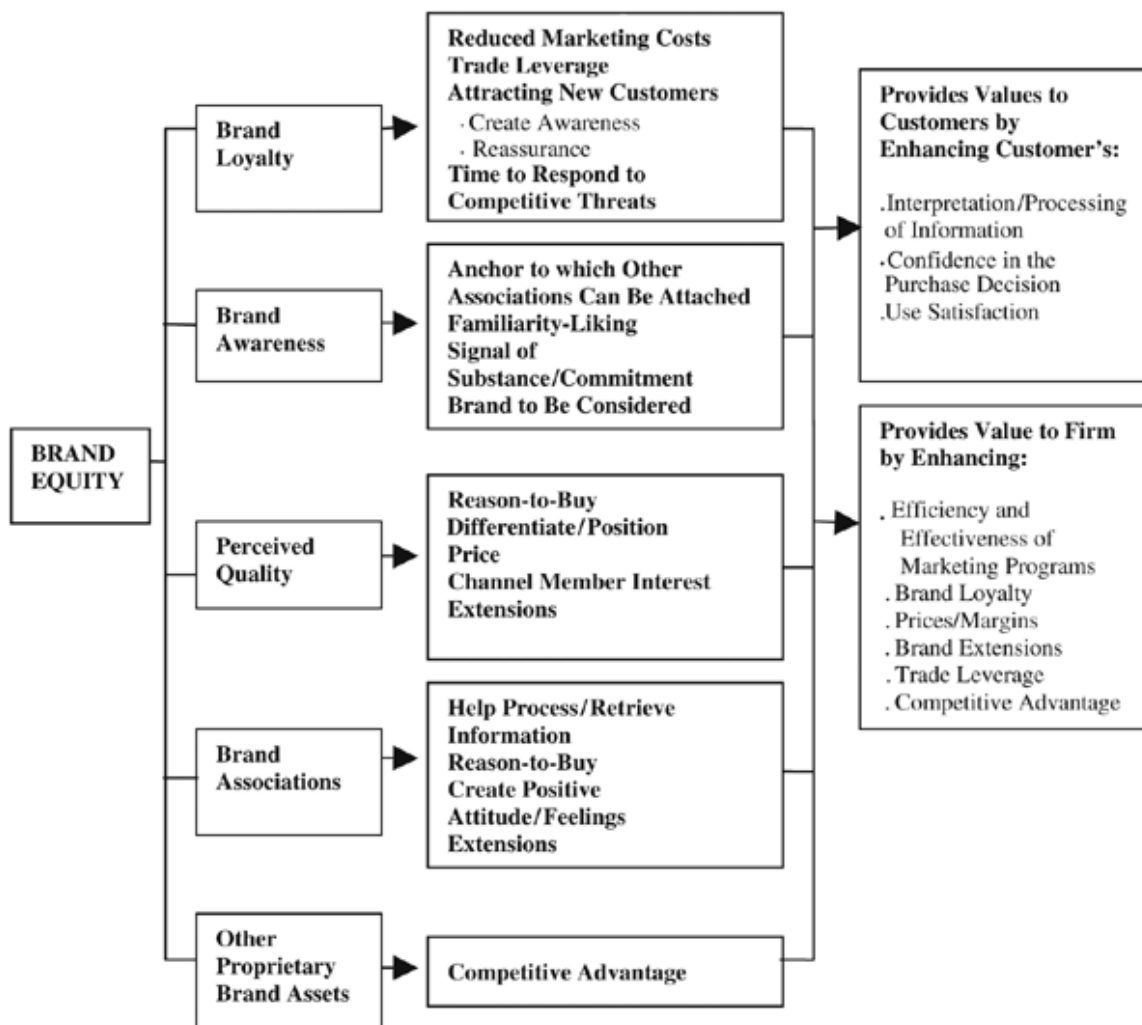 BRAND
EQUITY
Brand
Loyalty
Reduced Marketing Costs
Trade Leverage
Attracting New Customers
. Create Awareness
. Reassurance
Time to Respond to
Competitive Threats
Brand
Awareness
Anchor to which Other
Associations Can Be Attached
Familiarity-Liking
Signal of
Substance/Commitment
Brand to Be Considered
Perceived
Quality
Reason-to-Buy
Differentiate/Position
Price
Channel Member Interest
Extensions
Brand
Associations
Help Process/Retrieve
Information
Reason-to-Buy
Create Positive
Attitude/Feelings
Extensions
Other
Proprietary
Brand Assets
Competitive Advantage
Provides Values to
Customers by
Enhancing Customer's:
.Interpretation/Processing
of Information
.Confidence in the
Purchase Decision
.Use Satisfaction
Provides Value to Firm
by Enhancing:
. Efficiency and
Effectiveness of
Marketing Programs
. Brand Loyalty
. Prices/Margins
. Brand Extensions
. Trade Leverage
. Competitive Advantage